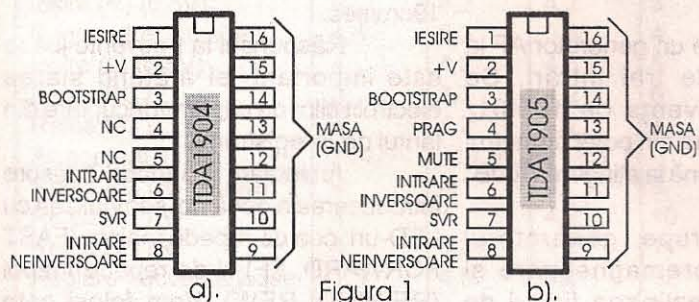 IESIRE 1 16
+V 2 15
BOOTSTRAP 3 14
NC 4 13
NC 5 12
INTRARE INVERSOARE 6 11
SVR 7 10
INTRARE NEINVERSOARE 8 9
TDA1904
MASA
(GND)
a).
IESIRE 1 16
+V 2 15
BOOTSTRAP 3 14
PRAG 4 13
MUTE 5 12
INTRARE INVERSOARE 6 11
SVR 7 10
INTRARE NEINVERSOARE 8 9
TDA1905
MASA
(GND)
b).
Figura 1